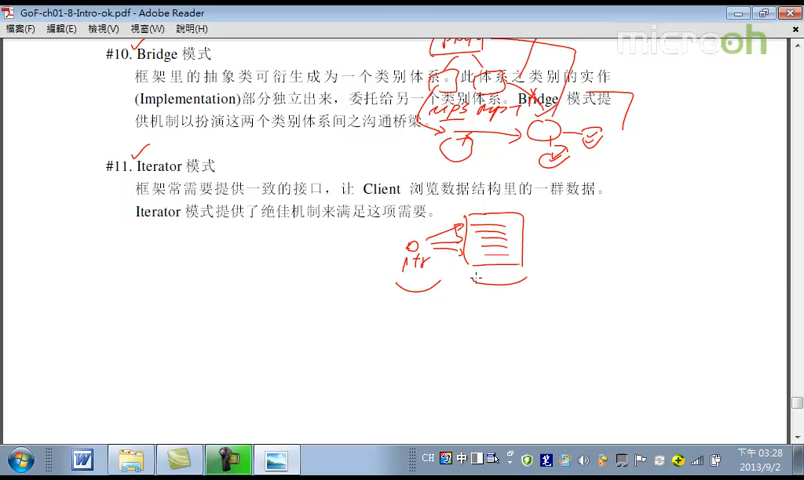 GoF-ch01-8-Intro-ok.pdf - Adobe Reader
microoh
檔案(F) 編輯(E) 檢視(V) 視窗(W) 說明(H)
#10. Bridge 模式
框架里的抽象类可衍生成为一个类别体系。此体系之类别的实作
(Implementation)部分独立出来，委托给另一个类别体系。Bridge 模式提
供机制以扮演这两个类别体系间之沟通桥梁。
mp3
#11. Iterator 模式
框架常需要提供一致的接口，让 Client 浏览数据结构里的一群数据。
Iterator 模式提供了绝佳机制来满足这项需要。
itr
CH 中
下午 03:28
2013/9/2